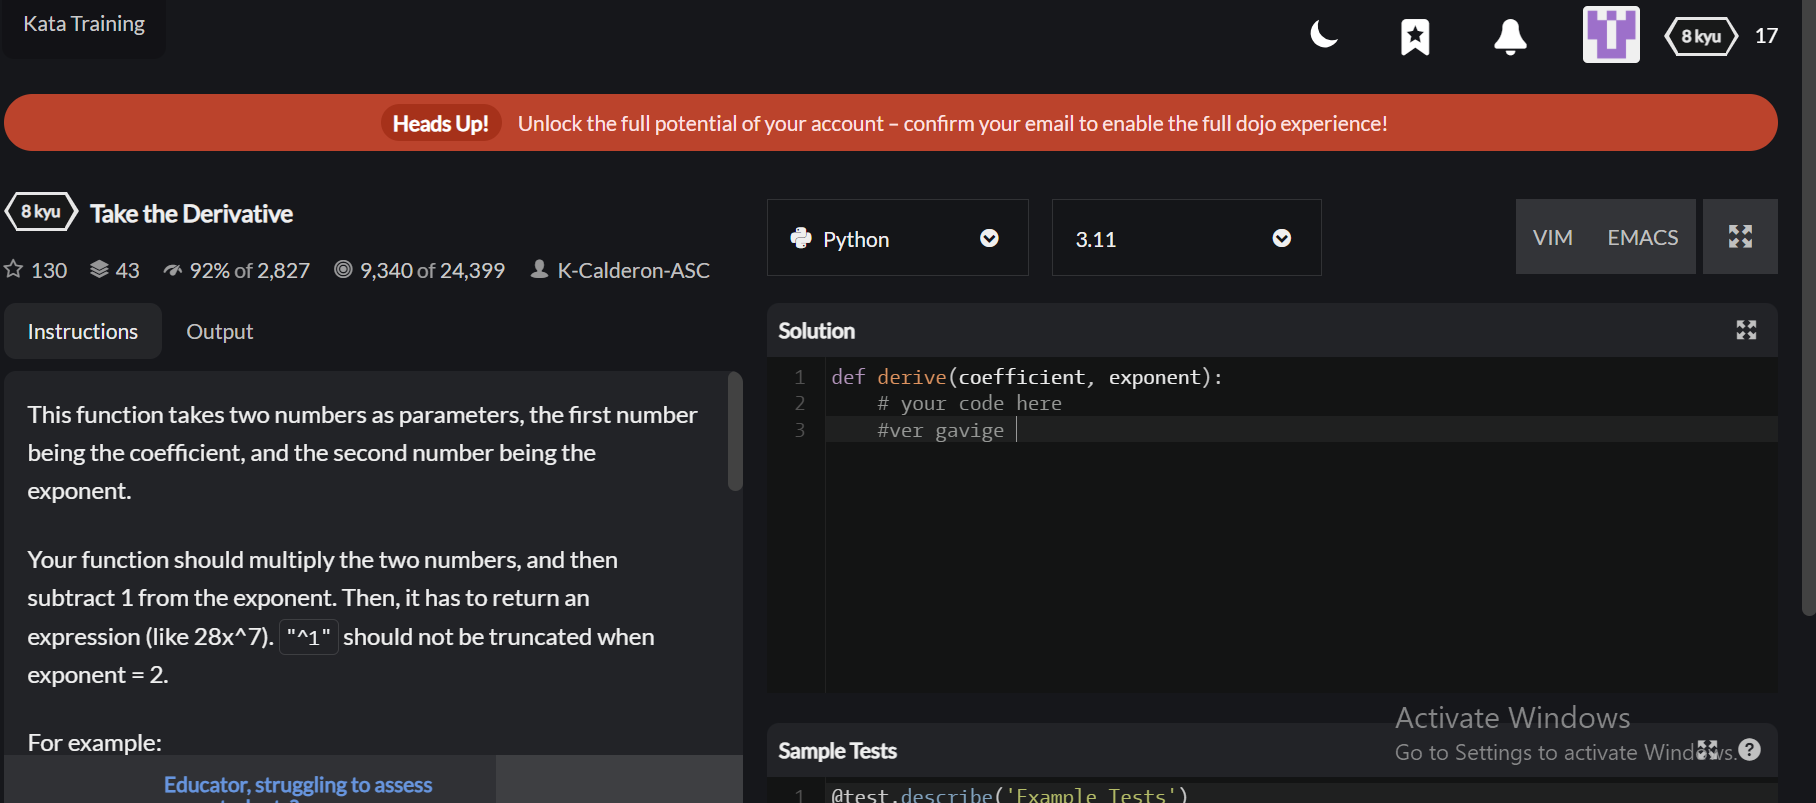 Kata Training
8 kyu 17
Heads Up! Unlock the full potential of your account – confirm your email to enable the full dojo experience!
8 kyu Take the Derivative
130 43 92% of 2,827 9,340 of 24,399 K-Calderon-ASC
Instructions Output
This function takes two numbers as parameters, the first number
being the coefficient, and the second number being the
exponent.
Your function should multiply the two numbers, and then
subtract 1 from the exponent. Then, it has to return an
expression (like 28x^7). "^1" should not be truncated when
exponent = 2.
For example:
Educator, struggling to assess
Python 3.11 VIM EMACS
Solution
1 def derive(coefficient, exponent):
2 # your code here
3 #ver gavige
Activate Windows
Go to Settings to activate Windows.
Sample Tests ?
1 @test.describe('Example Tests')